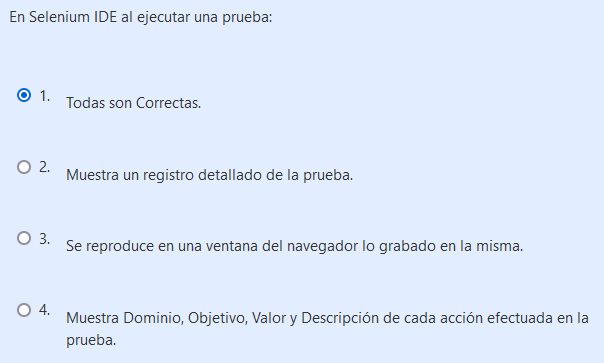 En Selenium IDE al ejecutar una prueba:
1. Todas son Correctas.
2. Muestra un registro detallado de la prueba.
3. Se reproduce en una ventana del navegador lo grabado en la misma.
4. Muestra Dominio, Objetivo, Valor y Descripción de cada acción efectuada en la
prueba.